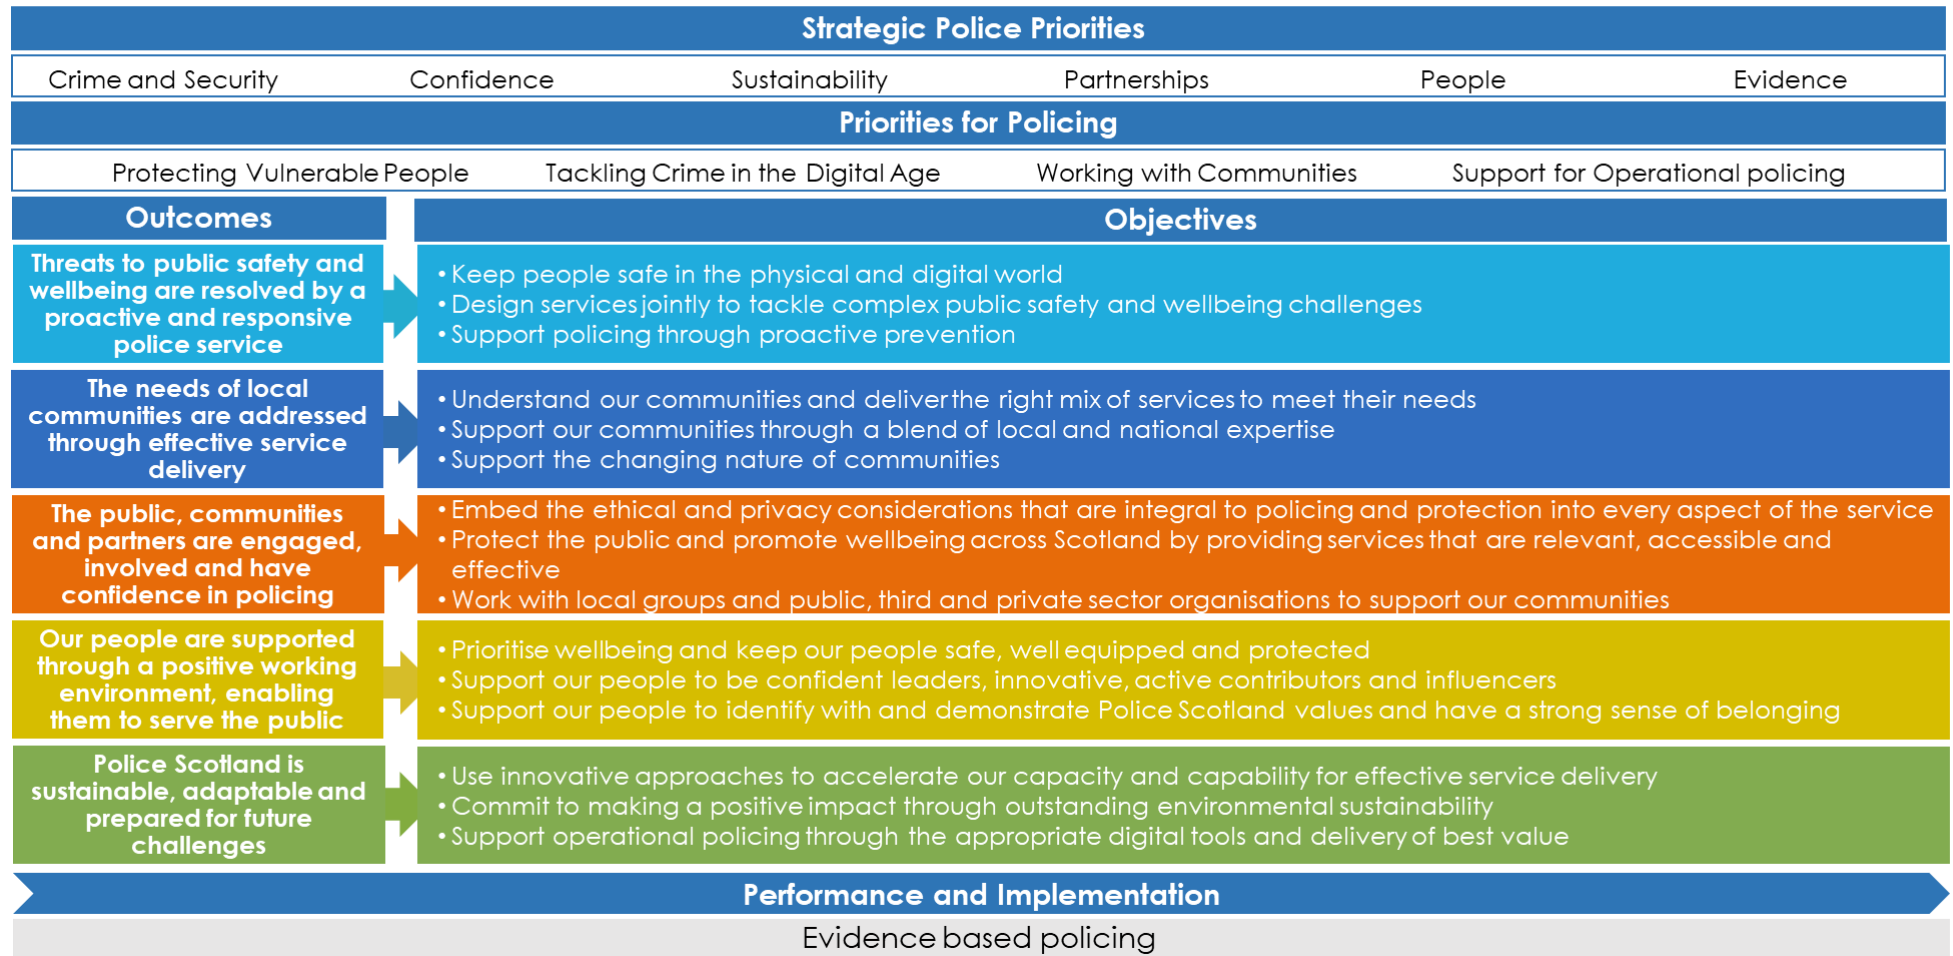 Strategic Police Priorities
Crime and Security Confidence Sustainability Partnerships People Evidence
Priorities for Policing
Protecting Vulnerable People Tackling Crime in the Digital Age Working with Communities Support for Operational policing
Outcomes
Objectives
Threats to public safety and
wellbeing are resolved by a
proactive and responsive
police service
• Keep people safe in the physical and digital world
• Design services jointly to tackle complex public safety and wellbeing challenges
• Support policing through proactive prevention
The needs of local
communities are addressed
through effective service
delivery
• Understand our communities and deliver the right mix of services to meet their needs
• Support our communities through a blend of local and national expertise
• Support the changing nature of communities
The public, communities
and partners are engaged,
involved and have
confidence in policing
• Embed the ethical and privacy considerations that are integral to policing and protection into every aspect of the service
• Protect the public and promote wellbeing across Scotland by providing services that are relevant, accessible and
effective
• Work with local groups and public, third and private sector organisations to support our communities
Our people are supported
through a positive working
environment, enabling
them to serve the public
• Prioritise wellbeing and keep our people safe, well equipped and protected
• Support our people to be confident leaders, innovative, active contributors and influencers
• Support our people to identify with and demonstrate Police Scotland values and have a strong sense of belonging
Police Scotland is
sustainable, adaptable and
prepared for future
challenges
• Use innovative approaches to accelerate our capacity and capability for effective service delivery
• Commit to making a positive impact through outstanding environmental sustainability
• Support operational policing through the appropriate digital tools and delivery of best value
Performance and Implementation
Evidence based policing